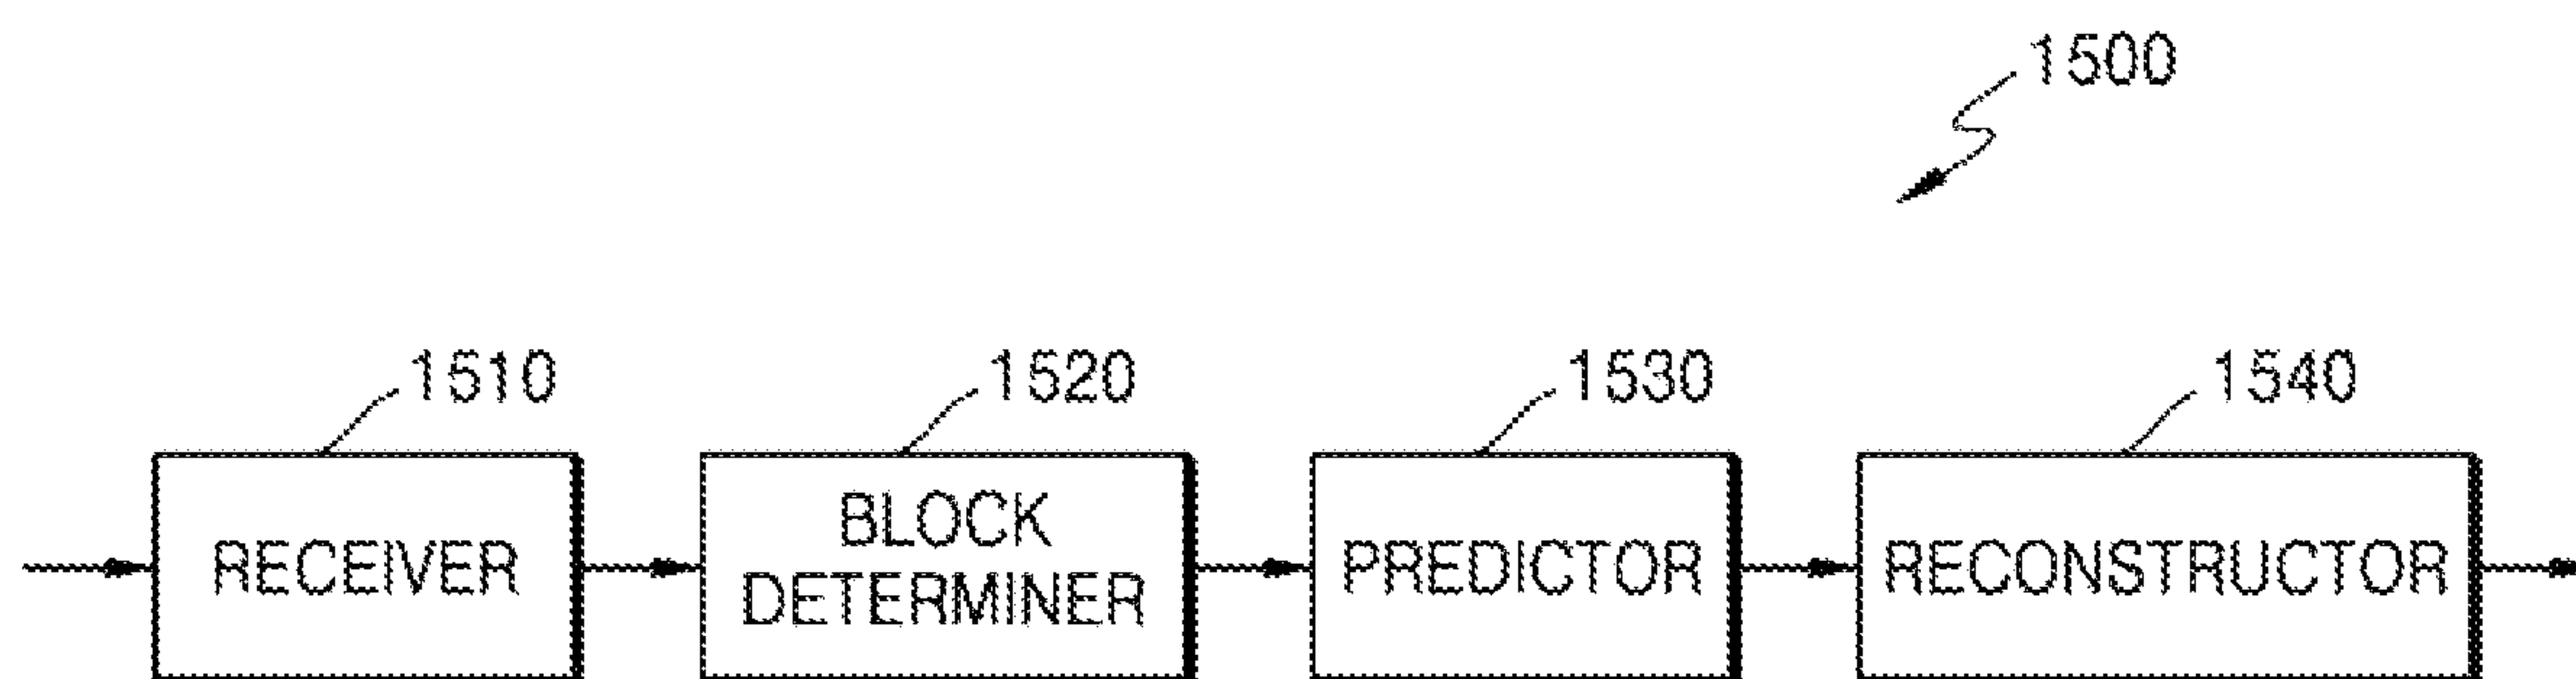 1500
1510
1520
1530
1540
RECEIVER
BLOCK
DETERMINER
PREDICTOR
RECONSTRUCTOR